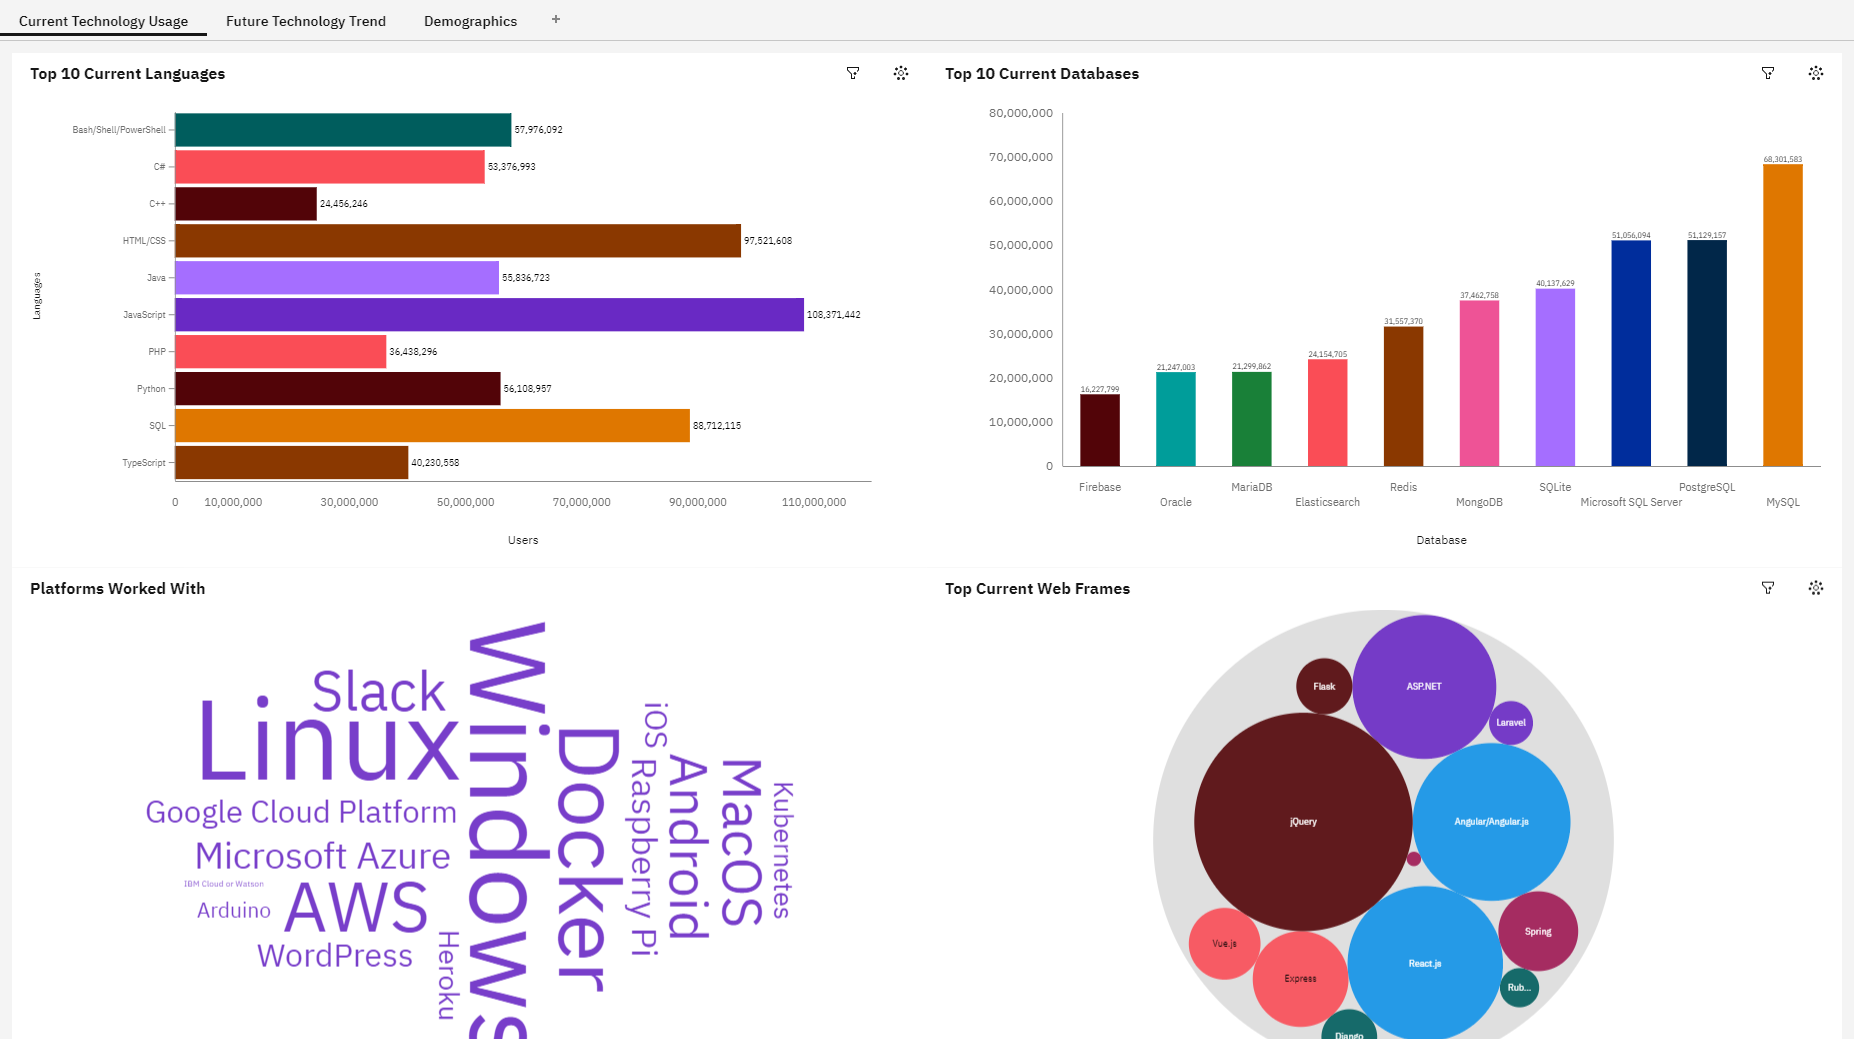 Current Technology Usage
Future Technology Trend
Demographics
+
Top 10 Current Languages
Languages
Bash/Shell/PowerShell
57,976,092
C#
53,376,993
C++
24,456,246
HTML/CSS
97,521,608
Java
55,836,723
JavaScript
108,371,442
PHP
36,438,296
Python
56,108,957
SQL
88,712,115
TypeScript
40,230,558
0 10,000,000 30,000,000 50,000,000 70,000,000 90,000,000 110,000,000
Users
Top 10 Current Databases
80,000,000
70,000,000
60,000,000
50,000,000
40,000,000
30,000,000
20,000,000
10,000,000
0
16,227,799
21,247,003
21,299,862
24,154,705
31,557,370
37,462,758
40,137,629
51,056,094
51,129,157
68,301,583
Firebase
Oracle
MariaDB
Elasticsearch
Redis
MongoDB
SQLite
Microsoft SQL Server
PostgreSQL
MySQL
Database
Platforms Worked With
Slack
Linux
Google Cloud Platform
Microsoft Azure
IBM Cloud or Watson
Arduino
AWS
WordPress
Heroku
Windows
Docker
iOS
Raspberry Pi
Android
MacOS
Kubernetes
Top Current Web Frames
Flask
ASP.NET
Laravel
jQuery
Angular/Angular.js
Spring
Vue.js
Express
React.js
Rub...
Django